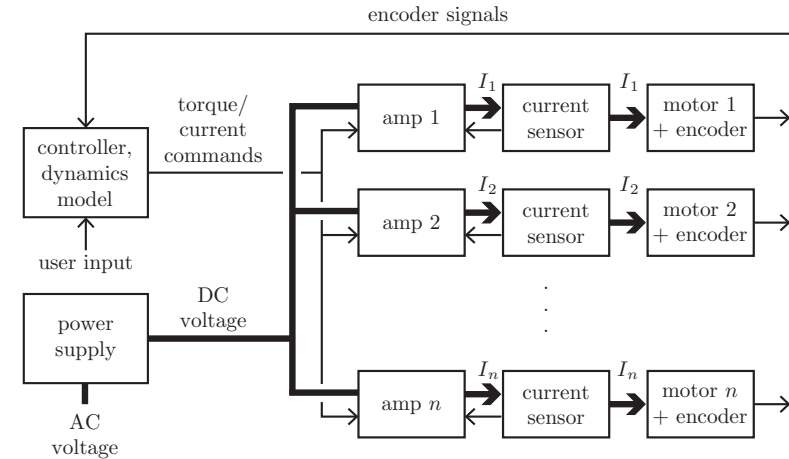 encoder signals
torque/
current
commands
controller,
dynamics
model
user input
power
supply
AC
voltage
DC
voltage
amp 1
I₁
current
sensor
I₁
motor 1
+ encoder
amp 2
I₂
current
sensor
I₂
motor 2
+ encoder
.
.
.
amp n
Iₙ
current
sensor
Iₙ
motor n
+ encoder